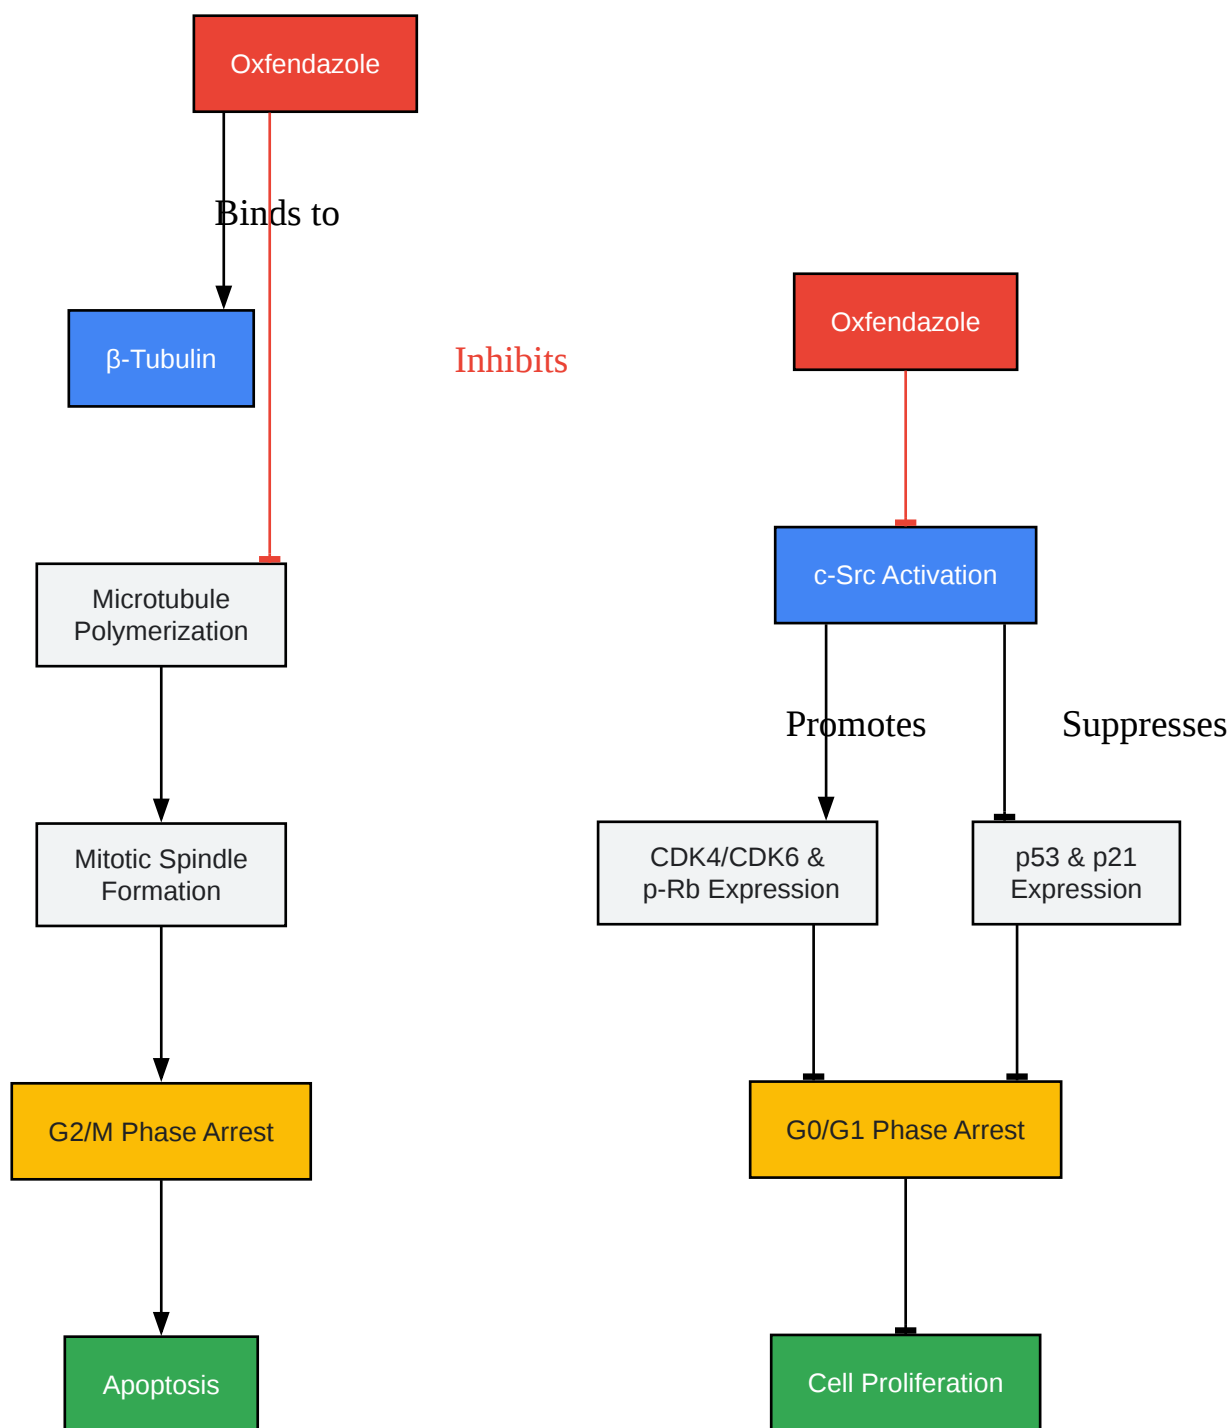 Oxfendazole
Binds to
β-Tubulin
Inhibits
Microtubule
Polymerization
Mitotic Spindle
Formation
G2/M Phase Arrest
Apoptosis
Oxfendazole
c-Src Activation
Promotes
Suppresses
CDK4/CDK6 &
p-Rb Expression
p53 & p21
Expression
G0/G1 Phase Arrest
Cell Proliferation